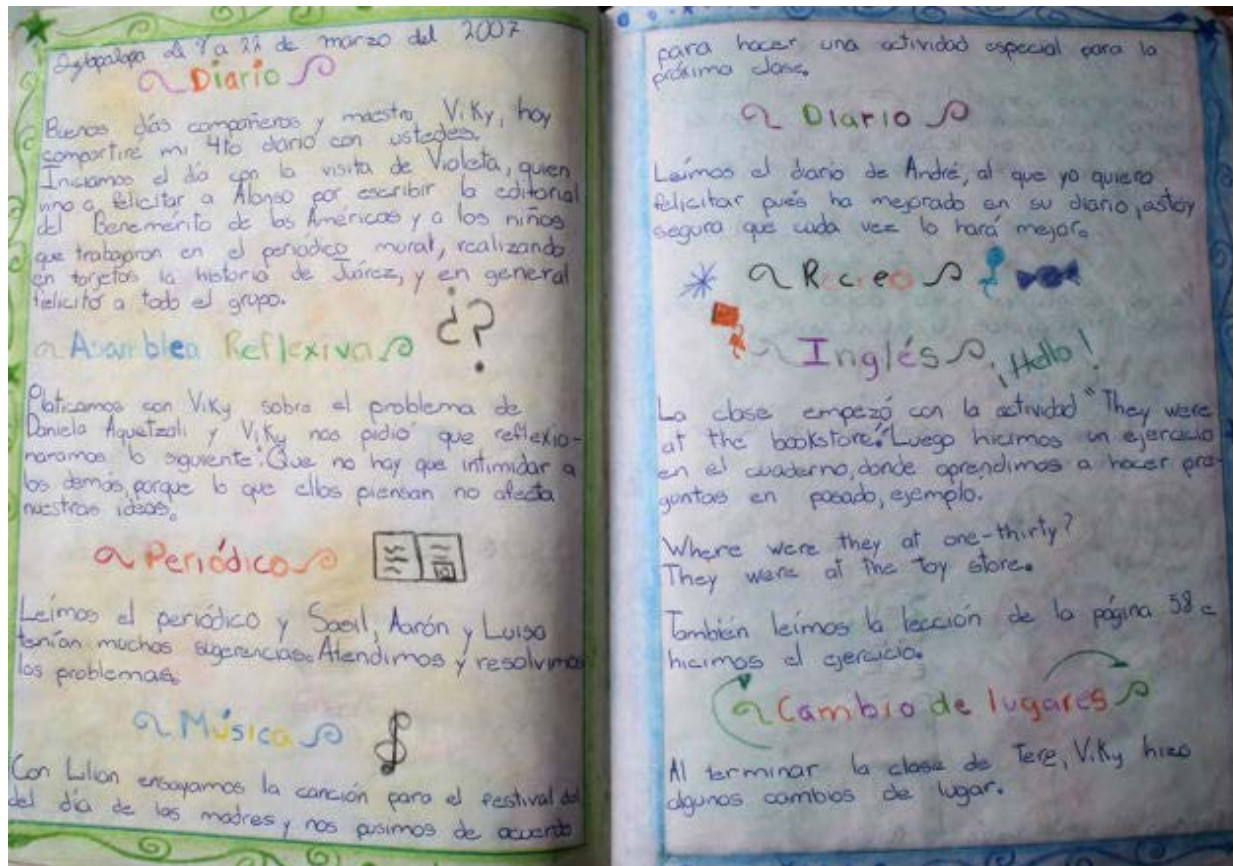 de marzo del 2007
Diario
Buenos días compañeros y maestra Viky, hoy
compartiré mi 4to diario con ustedes.
Iniciamos el día con la visita de Violeta, quien
vino a felicitar a Alonso por escribir la editorial
del Benemérito de las Américas y a los niños
que trabajaron en el periodico mural, realizando
en tarjetas la historia de Juárez, y en general
felicitó a todo el grupo.
¿?
Asamblea Reflexiva
Platicamos con Viky sobre el problema de
Daniela Aquetzali y Viky nos pidió que reflexio-
naramos lo siguiente: Que no hay que intimidar a
los demás, porque lo que ellos piensan no afecta
nuestras ideas.
Periódico
Leímos el periódico y Sasil, Aarón y Luisa
tenían muchas sugerencias. Atendimos y resolvimos
los problemas.
Música
Con Lilian ensayamos la canción para el festival del
del día de las madres y nos pusimos de acuerdo
para hacer una actividad especial para la
próxima clase.
Diario
Leímos el diario de André, al que yo quiero
felicitar pués ha mejorado en su diario, estoy
segura que cada vez lo hará mejor.
Recreo
Inglés ¡Hello!
La clase empezó con la actividad "They were
at the bookstore." Luego hicimos un ejercicio
en el cuaderno, donde aprendimos a hacer pre-
guntas en pasado, ejemplo.
Where were they at one-thirty?
They were at the toy store.
También leímos la lección de la página 58 e
hicimos el ejercicio.
Cambio de lugares
Al terminar la clase de Tere, Viky hizo
algunos cambios de lugar.